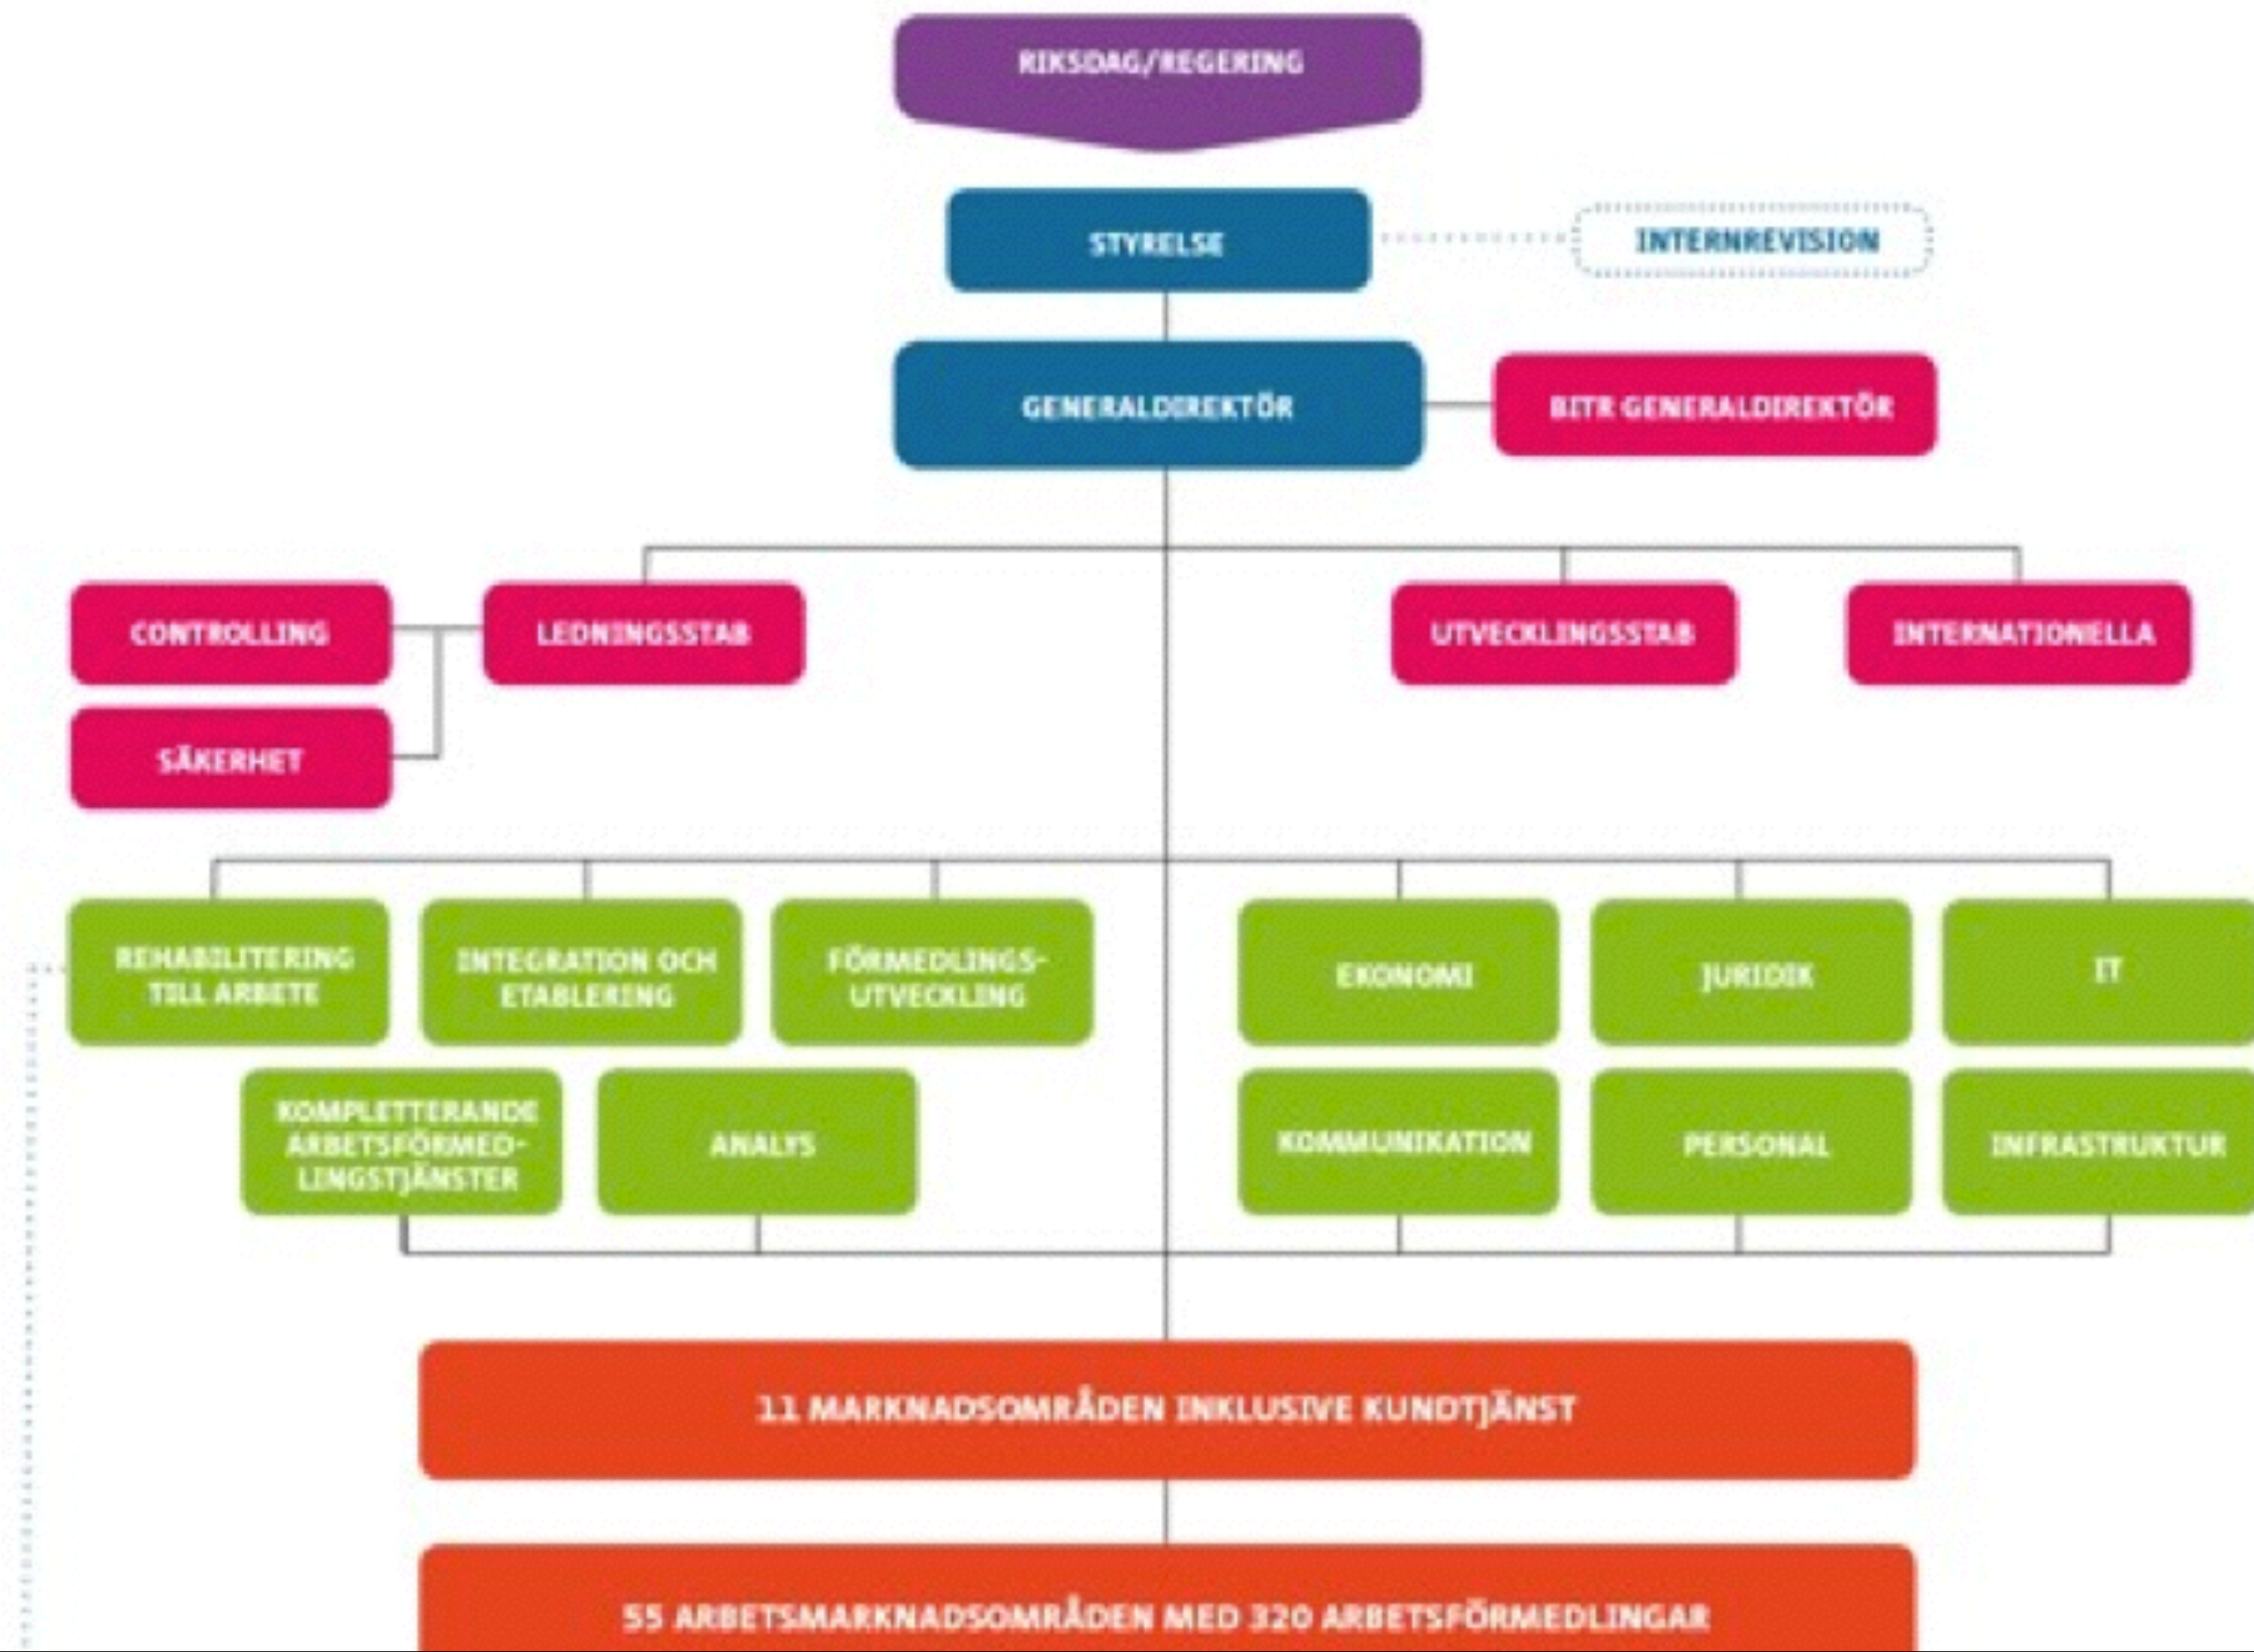 RIKSDAG/REGERING
STYRELSE
INTERNREVISION
GENERALDIREKTÖR
BITR GENERALDIREKTÖR
CONTROLLING
LEDNINGSSTAB
UTVECKLINGSSTAB
INTERNATIONELLA
SÄKERHET
REHABILITERING
TILL ARBETE
INTEGRATION OCH
ETABLERING
FÖRMEDLINGS-
UTVECKLING
EKONOMI
JURIDIK
IT
KOMPLETTERANDE
ARBETSFÖRMED-
LINGSTJÄNSTER
ANALYS
KOMMUNIKATION
PERSONAL
INFRASTRUKTUR
11 MARKNADSOMRÅDEN INKLUSIVE KUNDTJÄNST
55 ARBETSMARKNADSOMRÅDEN MED 320 ARBETSFÖRMEDLINGAR